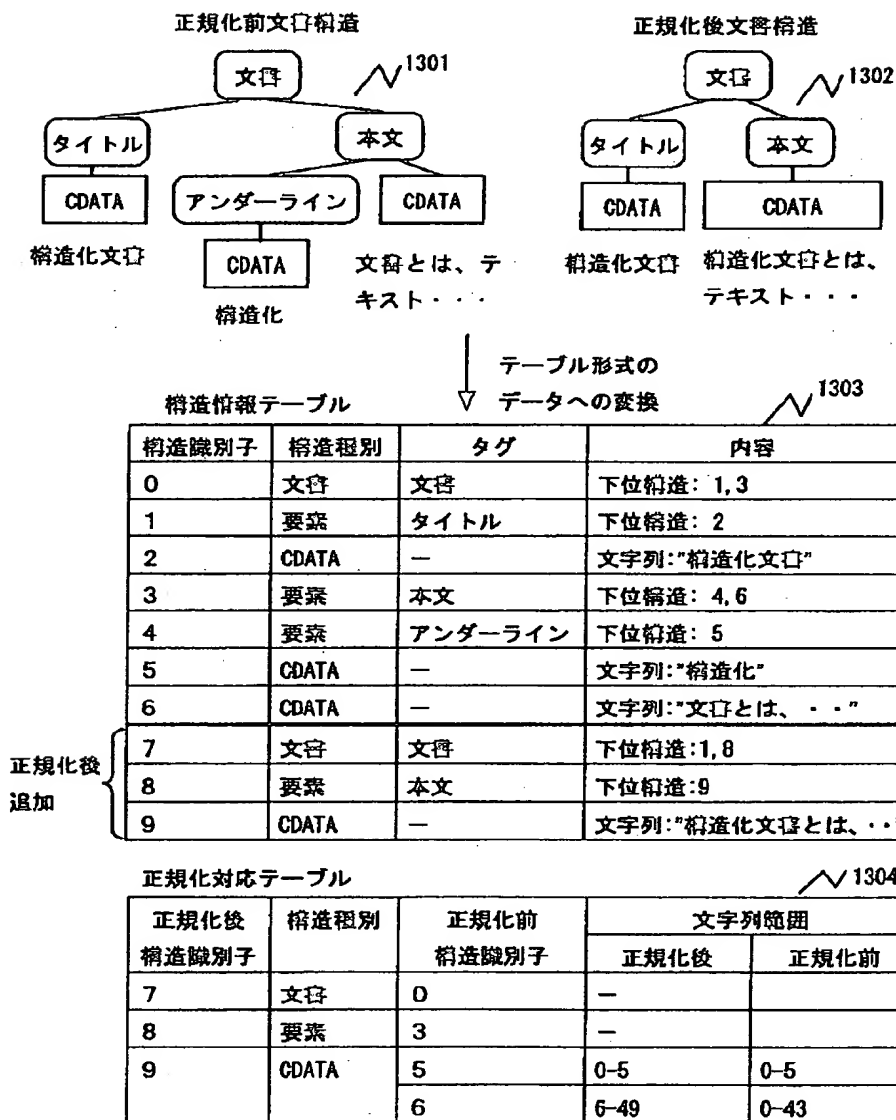 正規化前文書構造
文書
1301
タイトル
本文
CDATA
アンダーライン
CDATA
構造化文書
CDATA
文書とは、テ
キスト・・・
構造化
正規化後文書構造
文書
1302
タイトル
本文
CDATA
CDATA
構造化文書
構造化文書とは、
テキスト・・・
テーブル形式の
データへの変換
構造情報テーブル
1303
構造識別子 構造種別 タグ 内容
0 文書 文書 下位構造: 1,3
1 要素 タイトル 下位構造: 2
2 CDATA — 文字列:"構造化文書"
3 要素 本文 下位構造: 4,6
4 要素 アンダーライン 下位構造: 5
5 CDATA — 文字列:"構造化"
6 CDATA — 文字列:"文書とは、・・"
7 文書 文書 下位構造:1,8
8 要素 本文 下位構造:9
9 CDATA — 文字列:"構造化文書とは、・・
正規化後
追加
正規化対応テーブル
1304
正規化後 構造種別 正規化前 文字列範囲
構造識別子 構造識別子 正規化後 正規化前
7 文書 0 —
8 要素 3 —
9 CDATA 5 0-5 0-5
6 6-49 0-43